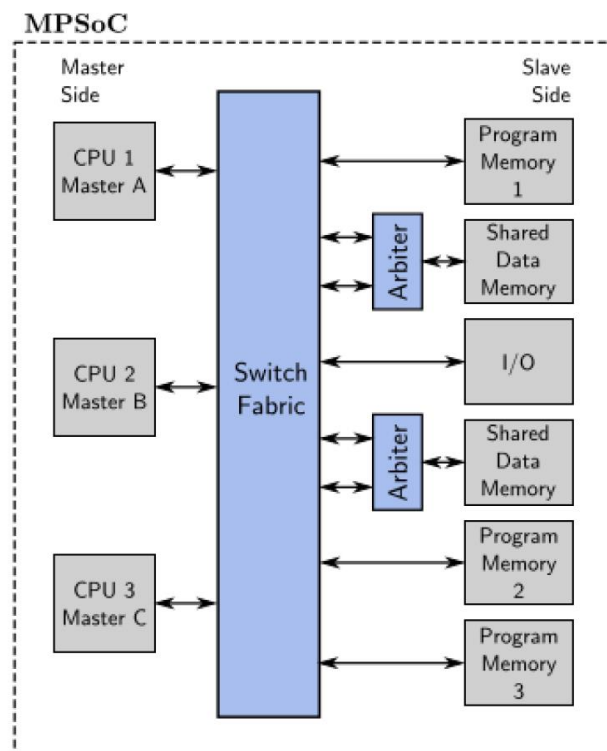 MPSoC
Master
Side
Slave
Side
CPU 1
Master A
CPU 2
Master B
CPU 3
Master C
Switch
Fabric
Arbiter
Arbiter
Program
Memory
1
Shared
Data
Memory
I/O
Shared
Data
Memory
Program
Memory
2
Program
Memory
3